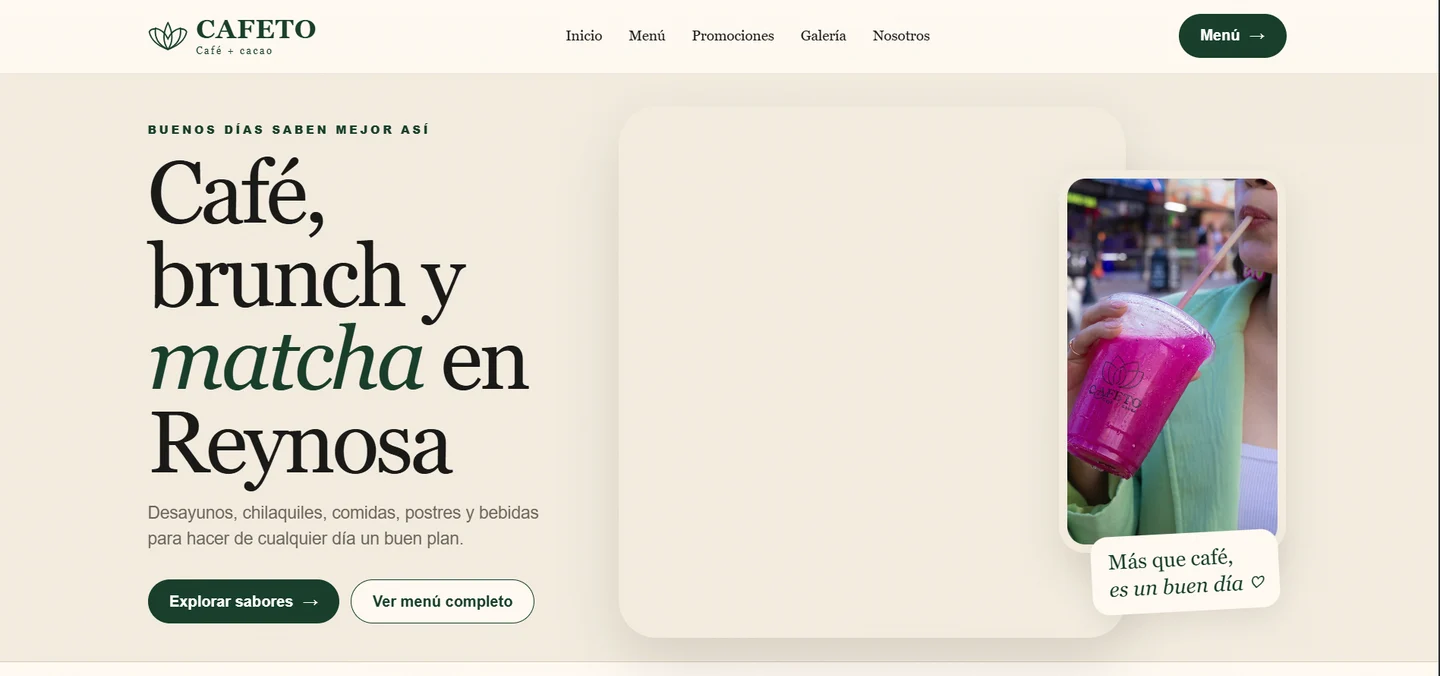 CAFETO
Café + cacao
Inicio
Menú
Promociones
Galería
Nosotros
Menú →
BUENOS DÍAS SABEN MEJOR ASÍ
Café,
brunch y
matcha en
Reynosa
Desayunos, chilaquiles, comidas, postres y bebidas
para hacer de cualquier día un buen plan.
Explorar sabores →
Ver menú completo
CAFETO
Más que café,
es un buen día ♡